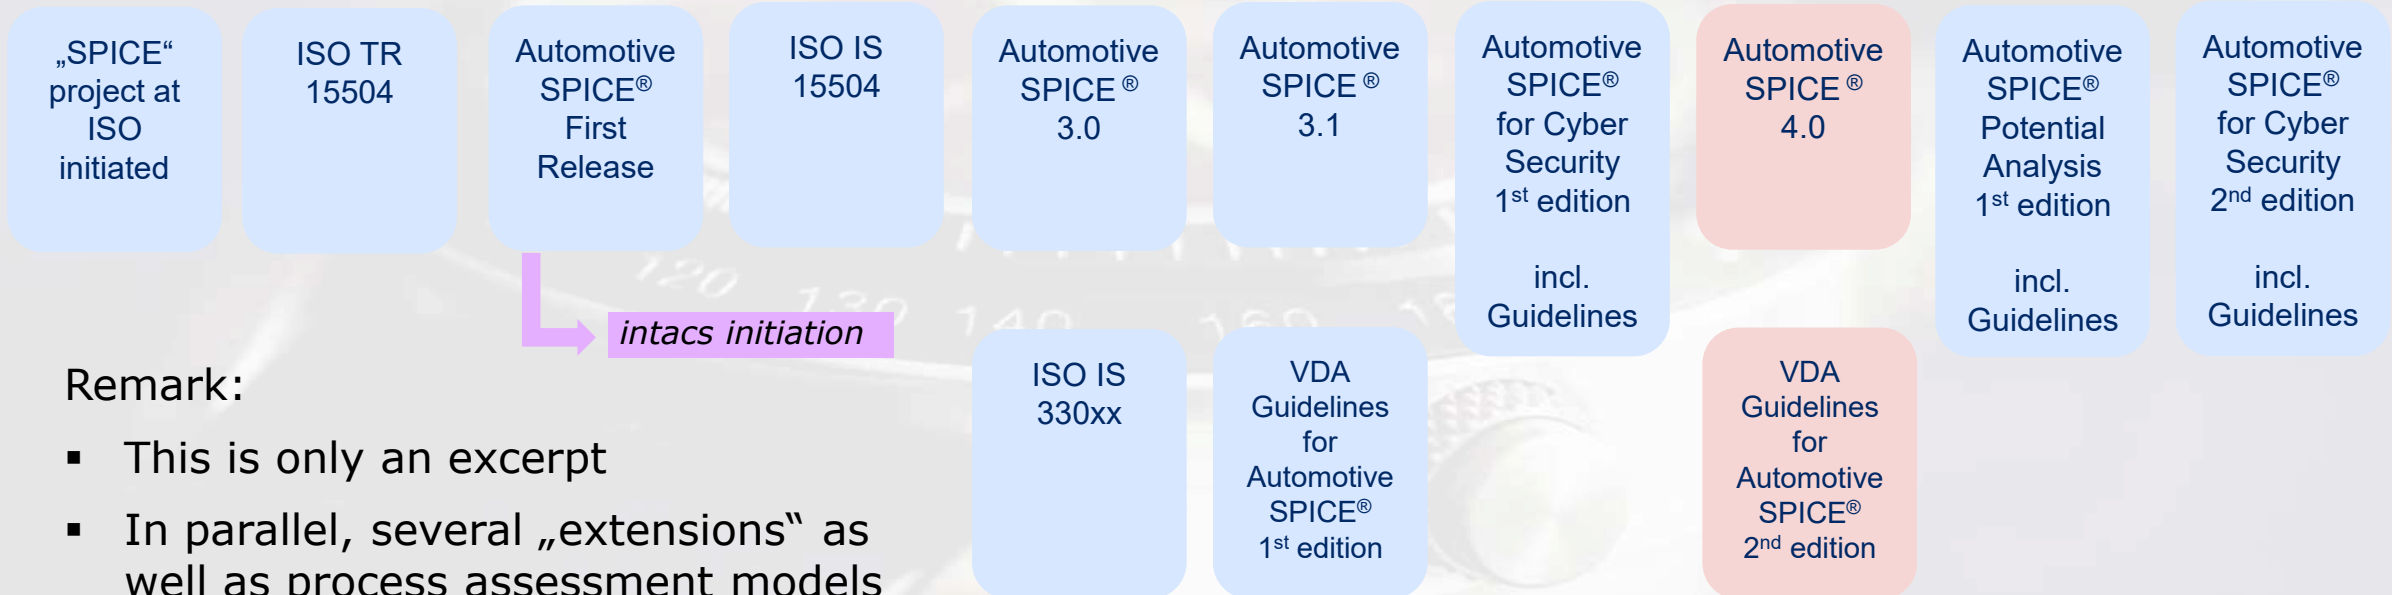 „SPICE“
project at
ISO
initiated
ISO TR
15504
Automotive
SPICE®
First
Release
ISO IS
15504
Automotive
SPICE ®
3.0
Automotive
SPICE ®
3.1
Automotive
SPICE®
for Cyber
Security
1st edition
incl.
Guidelines
Automotive
SPICE ®
4.0
Automotive
SPICE®
Potential
Analysis
1st edition
incl.
Guidelines
Automotive
SPICE®
for Cyber
Security
2nd edition
incl.
Guidelines
intacs initiation
ISO IS
330xx
VDA
Guidelines
for
Automotive
SPICE®
1st edition
VDA
Guidelines
for
Automotive
SPICE®
2nd edition
Remark:
▪ This is only an excerpt
▪ In parallel, several „extensions“ as
well as process assessment models
120 130 140 160